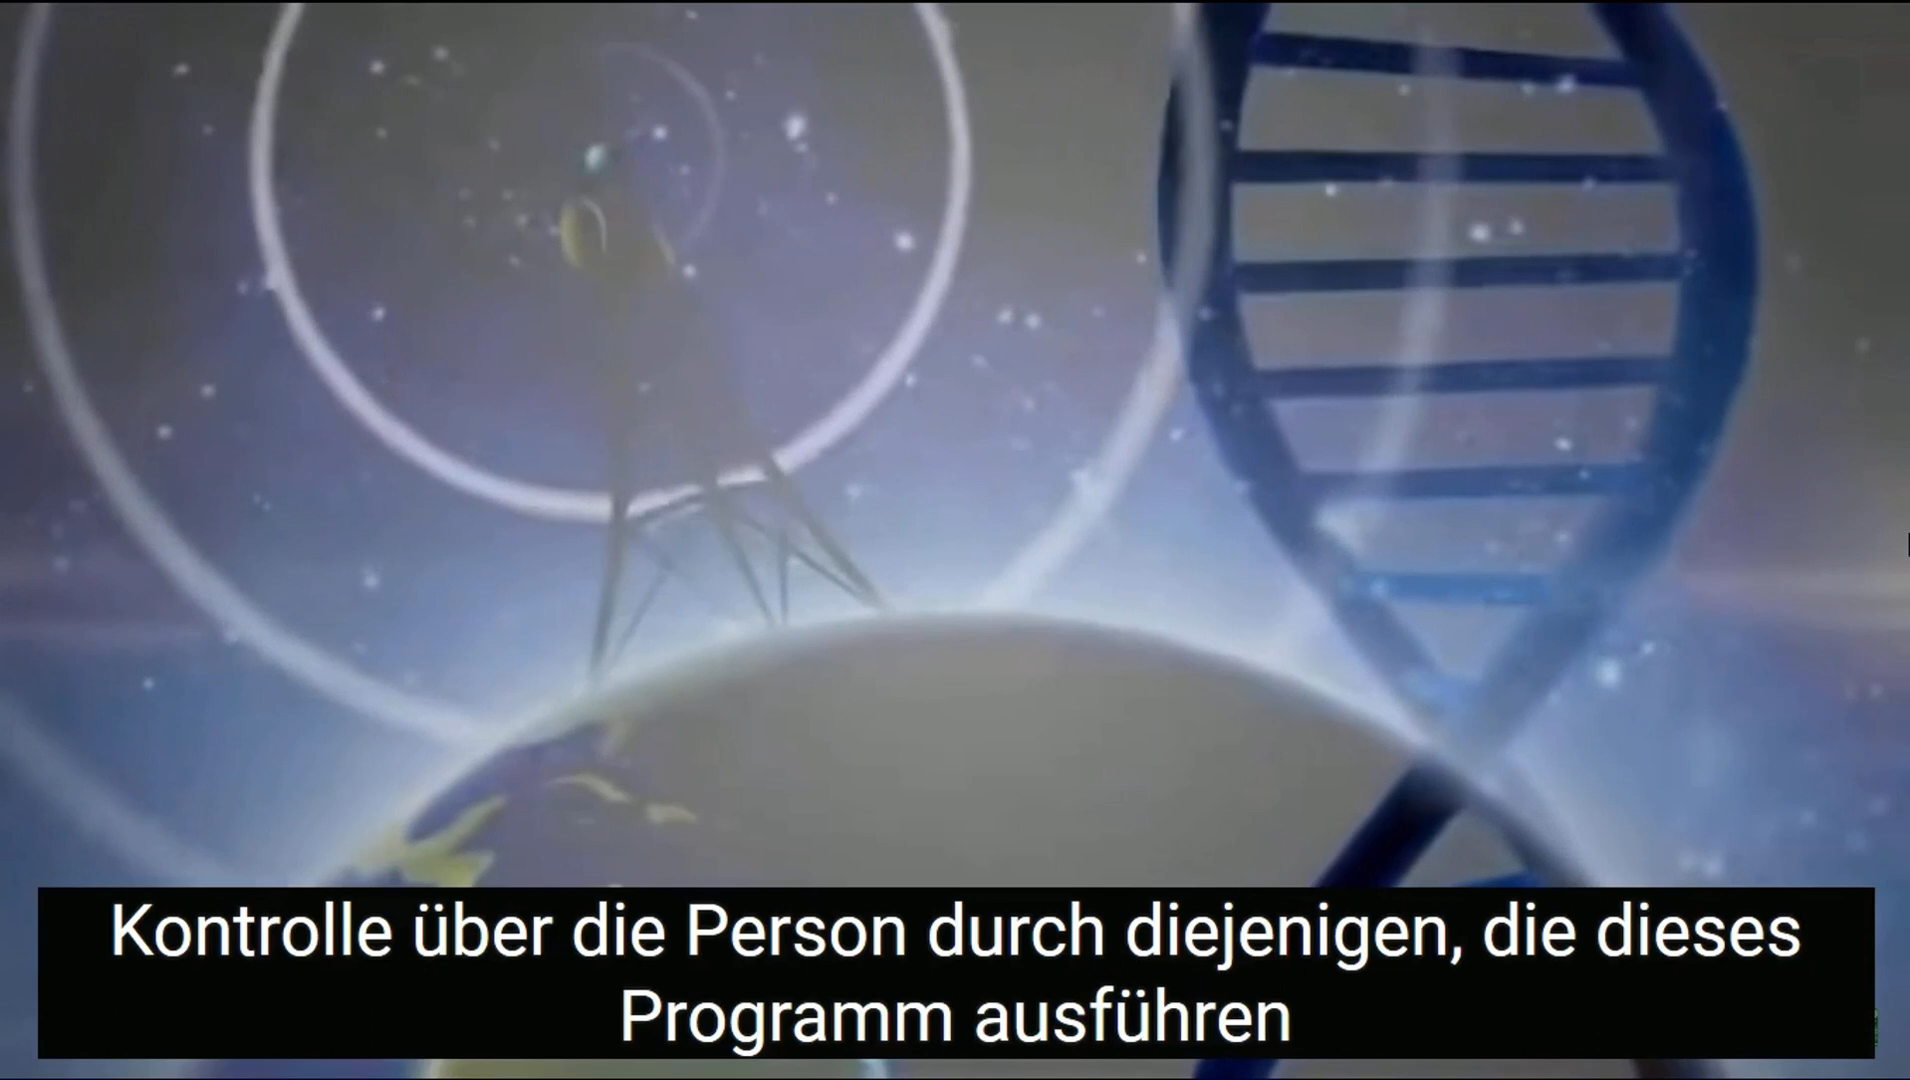 Kontrolle über die Person durch diejenigen, die dieses
Programm ausführen